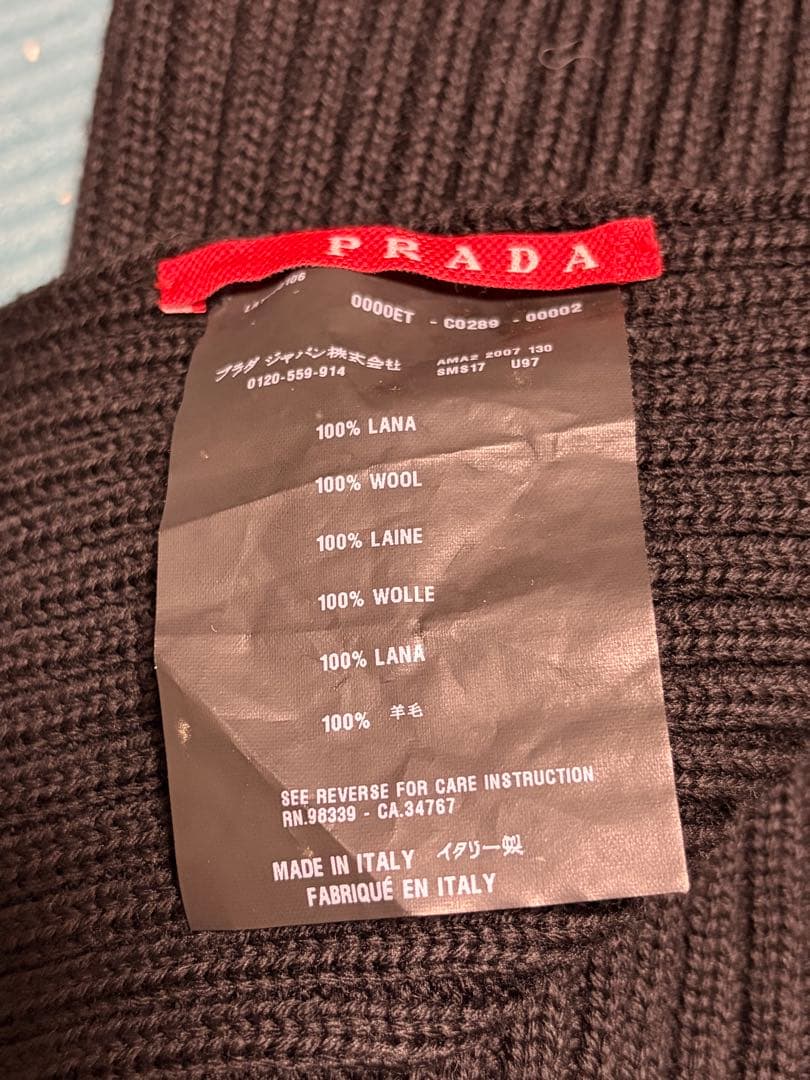 PRADA
0000ET - C0289 - 00002
プラダ ジャパン株式会社
0120-559-914
AMA2 2007 130
SMS17 U97
100% LANA
100% WOOL
100% LAINE
100% WOLLE
100% LANA
100% 羊毛
SEE REVERSE FOR CARE INSTRUCTION
RN.98339 - CA.34767
MADE IN ITALY イタリー製
FABRIQUÉ EN ITALY